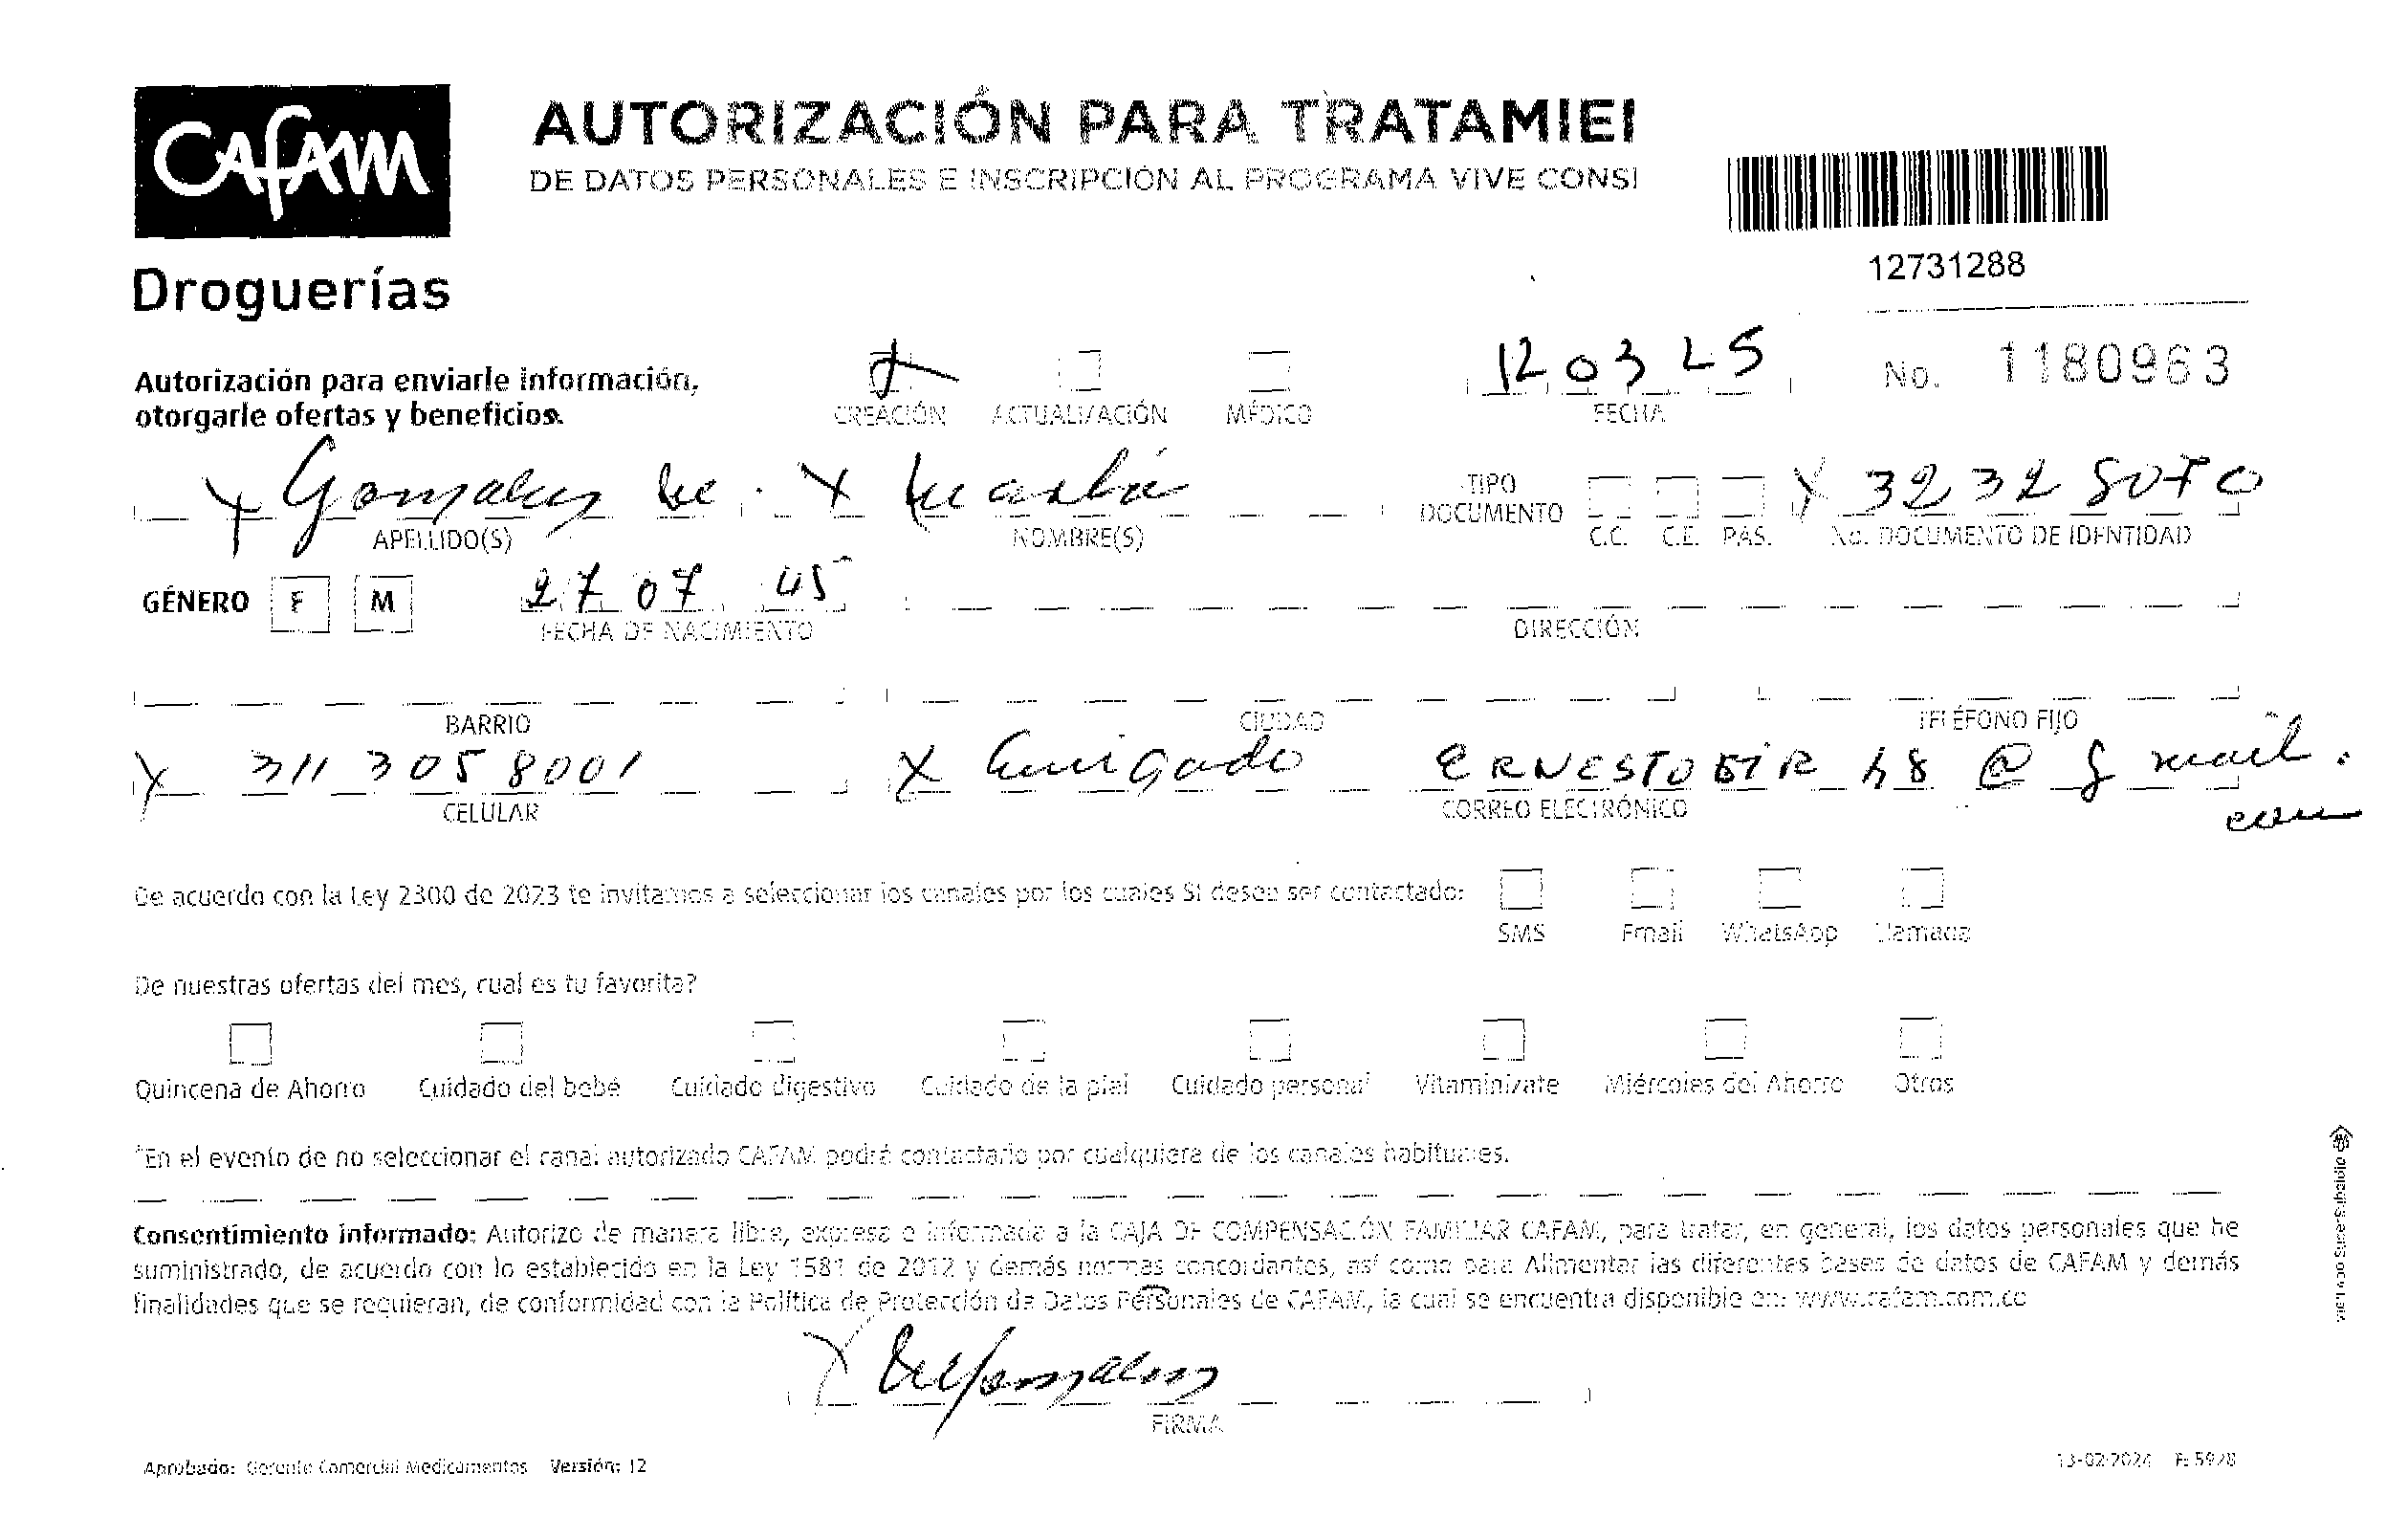 CAFAM
Droguerías
AUTORIZACIÓN PARA TRATAMIEI
DE DATOS PERSONALES E INSCRIPCIÓN AL PROGRAMA VIVE CONSI
12731288
Autorización para enviarle información,
otorgarle ofertas y beneficios.
CREACIÓN ACTUALIZACIÓN MÉDICO
12 03 25
FECHA
No. 1180963
X Gonzalez X
APELLIDO(S) NOMBRE(S)
TIPO
DOCUMENTO
C.C. C.E. PAS.
X 3232
No. DOCUMENTO DE IDENTIDAD
GÉNERO F M
27 07 45
FECHA DE NACIMIENTO
DIRECCIÓN
BARRIO CIUDAD TELÉFONO FIJO
X 311 305 8001 X Envigado @gmail.
com
CELULAR CORREO ELECTRÓNICO
De acuerdo con la Ley 2300 de 2023 te invitamos a seleccionar los canales por los cuales SI desea ser contactado:
SMS Email WhatsApp Llamada
De nuestras ofertas del mes, cual es tu favorita?
Quincena de Ahorro Cuidado del bebé Cuidado digestivo Cuidado de la piel Cuidado personal Vitaminízate Miércoles del Ahorro Otros
*En el evento de no seleccionar el canal autorizado CAFAM podrá contactarlo por cualquiera de los canales habituales.
Consentimiento informado: Autorizo de manera libre, expresa e informada a la CAJA DE COMPENSACIÓN FAMILIAR CAFAM, para tratar, en general, los datos personales que he
suministrado, de acuerdo con lo establecido en la Ley 1581 de 2012 y demás normas concordantes, así como para Alimentar las diferentes bases de datos de CAFAM y demás
finalidades que se requieran, de conformidad con la Política de Protección de Datos Personales de CAFAM, la cual se encuentra disponible en: www.cafam.com.co
X
FIRMA
Aprobado: Gerente Comercial Medicamentos Versión: 12
13-02-2024 F: 5928
VIGILADO SuperSubsidio